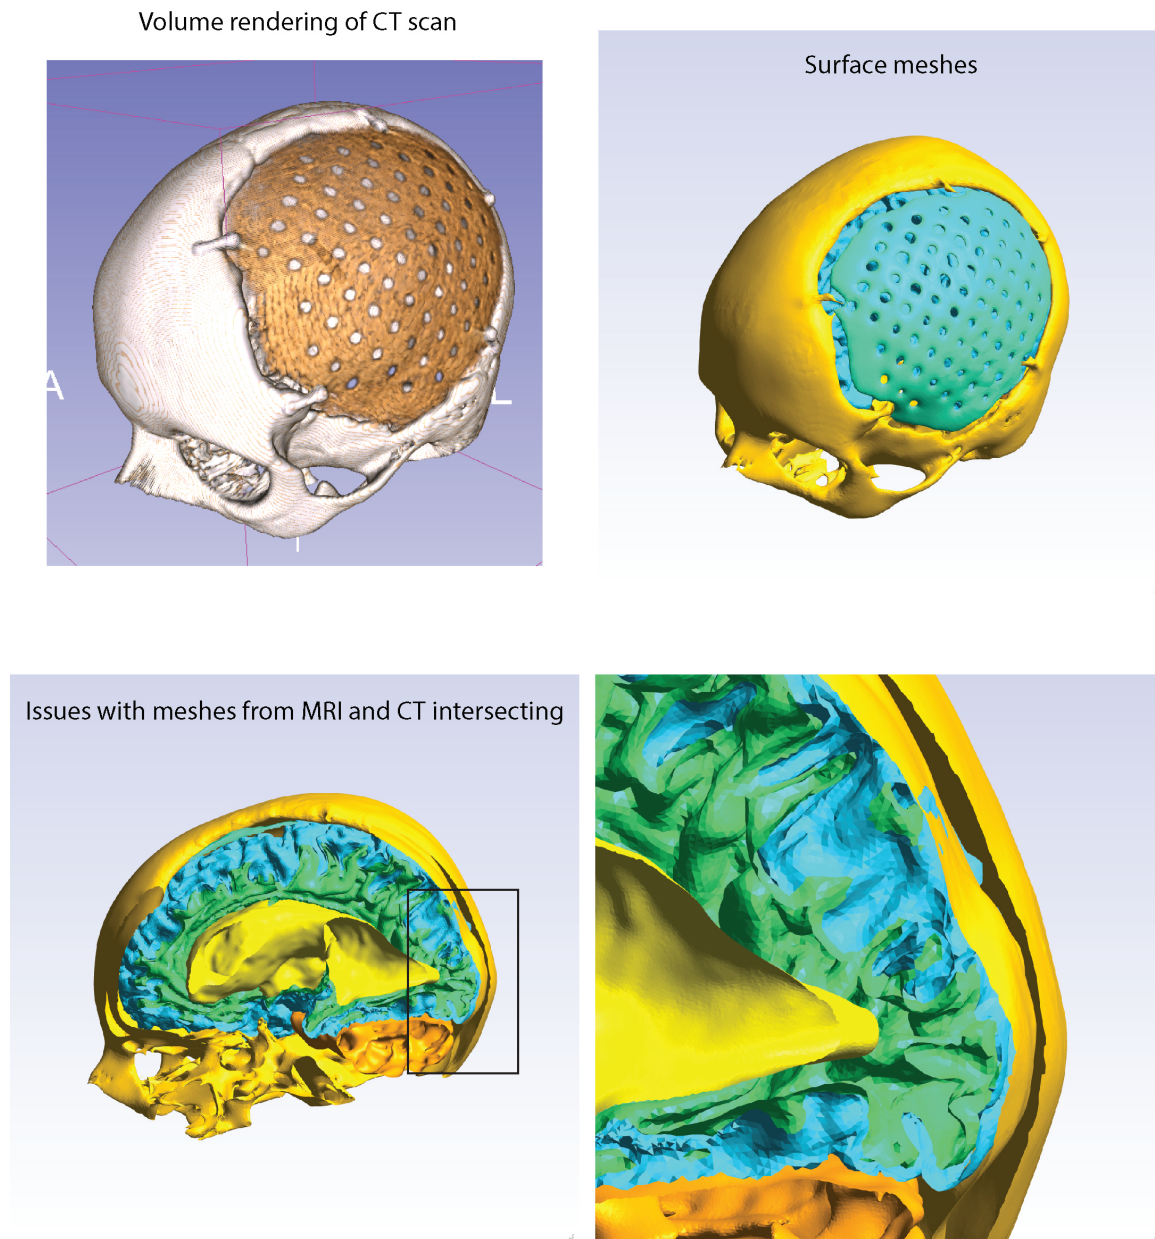 Volume rendering of CT scan
Surface meshes
A
L
I
Issues with meshes from MRI and CT intersecting